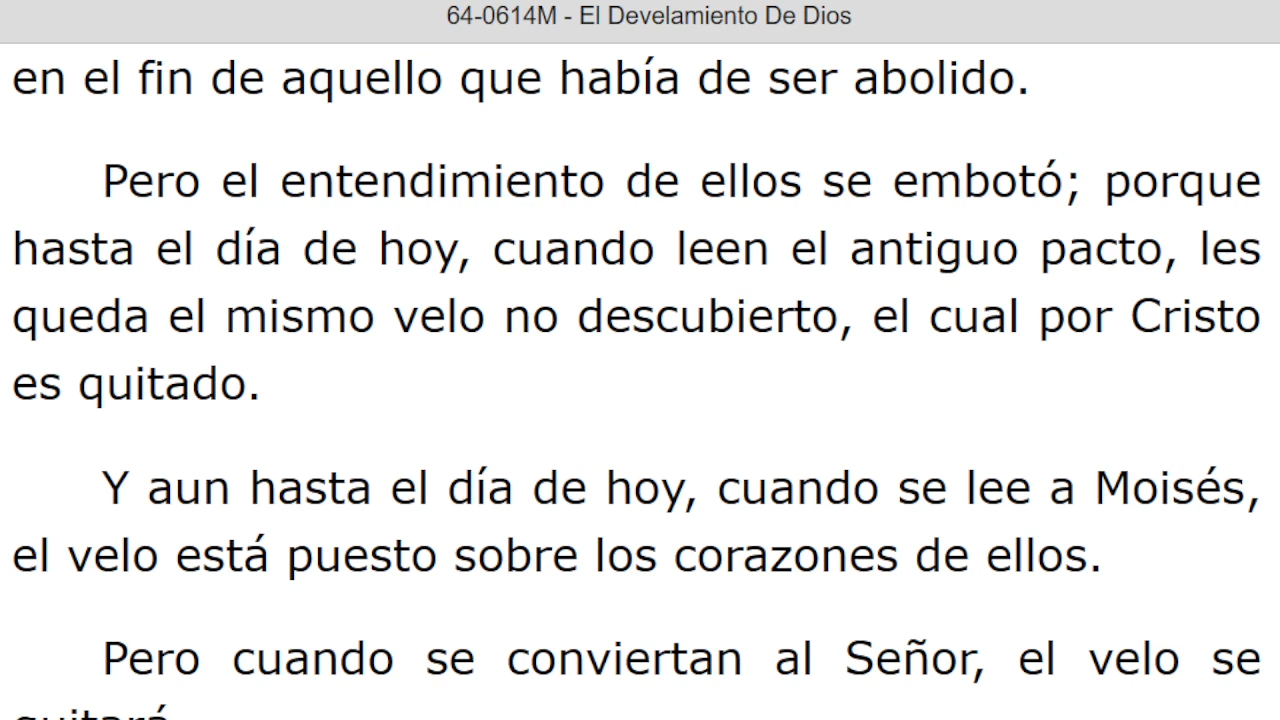 64-0614M - El Develamiento De Dios
en el fin de aquello que había de ser abolido.
Pero el entendimiento de ellos se embotó; porque
hasta el día de hoy, cuando leen el antiguo pacto, les
queda el mismo velo no descubierto, el cual por Cristo
es quitado.
Y aun hasta el día de hoy, cuando se lee a Moisés,
el velo está puesto sobre los corazones de ellos.
Pero cuando se conviertan al Señor, el velo se
quitará.